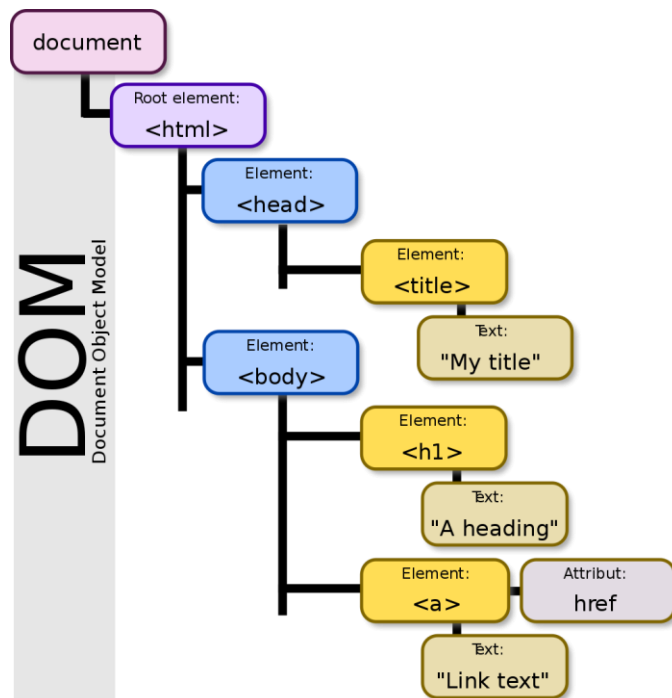 document
Root element:
<html>
Element:
<head>
Element:
<title>
Text:
"My title"
Element:
<body>
Element:
<h1>
Text:
"A heading"
Element:
<a>
Attribut:
href
Text:
"Link text"
DOM
Document Object Model